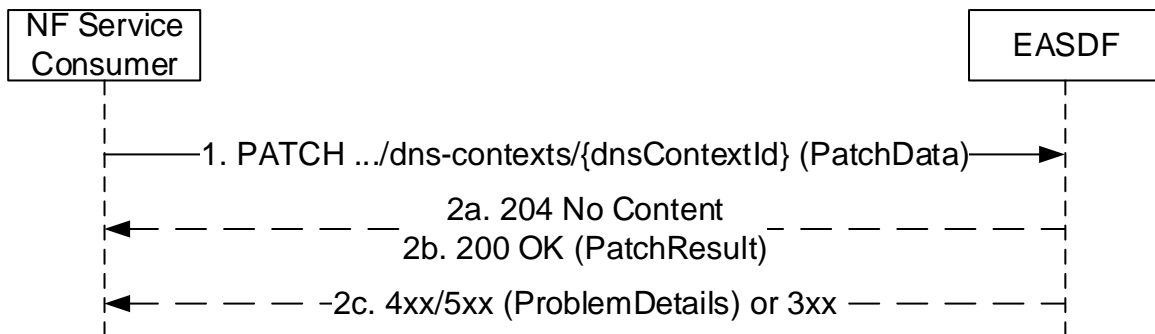 NF Service
Consumer
EASDF
1. PATCH .../dns-contexts/{dnsContextId} (PatchData)
2a. 204 No Content
2b. 200 OK (PatchResult)
2c. 4xx/5xx (ProblemDetails) or 3xx